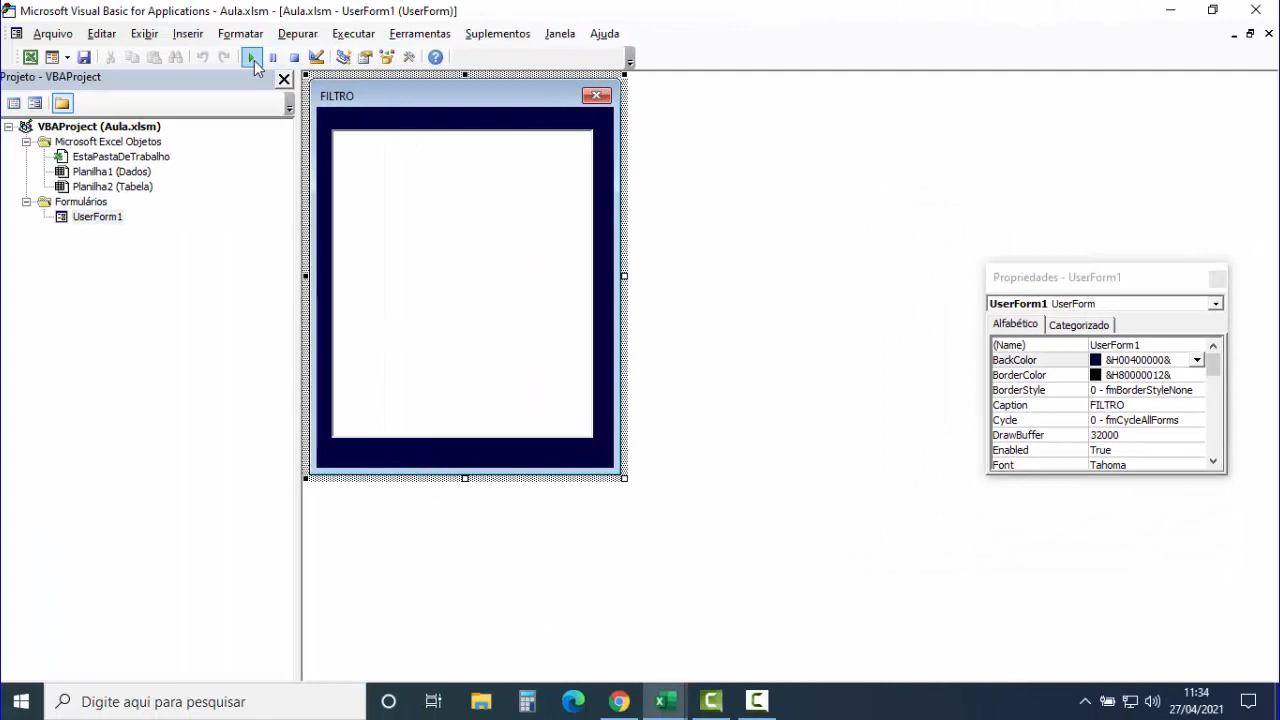 Microsoft Visual Basic for Applications - Aula.xlsm - [Aula.xlsm - UserForm1 (UserForm)]
Arquivo Editar Exibir Inserir Formatar Depurar Executar Ferramentas Suplementos Janela Ajuda
Projeto - VBAProject
VBAProject (Aula.xlsm)
Microsoft Excel Objetos
EstaPastaDeTrabalho
Planilha1 (Dados)
Planilha2 (Tabela)
Formulários
UserForm1
FILTRO
Propriedades - UserForm1
UserForm1 UserForm
Alfabético Categorizado
(Name) UserForm1
BackColor &H00400000&
BorderColor &H80000012&
BorderStyle 0 - fmBorderStyleNone
Caption FILTRO
Cycle 0 - fmCycleAllForms
DrawBuffer 32000
Enabled True
Font Tahoma
Digite aqui para pesquisar
11:34
27/04/2021